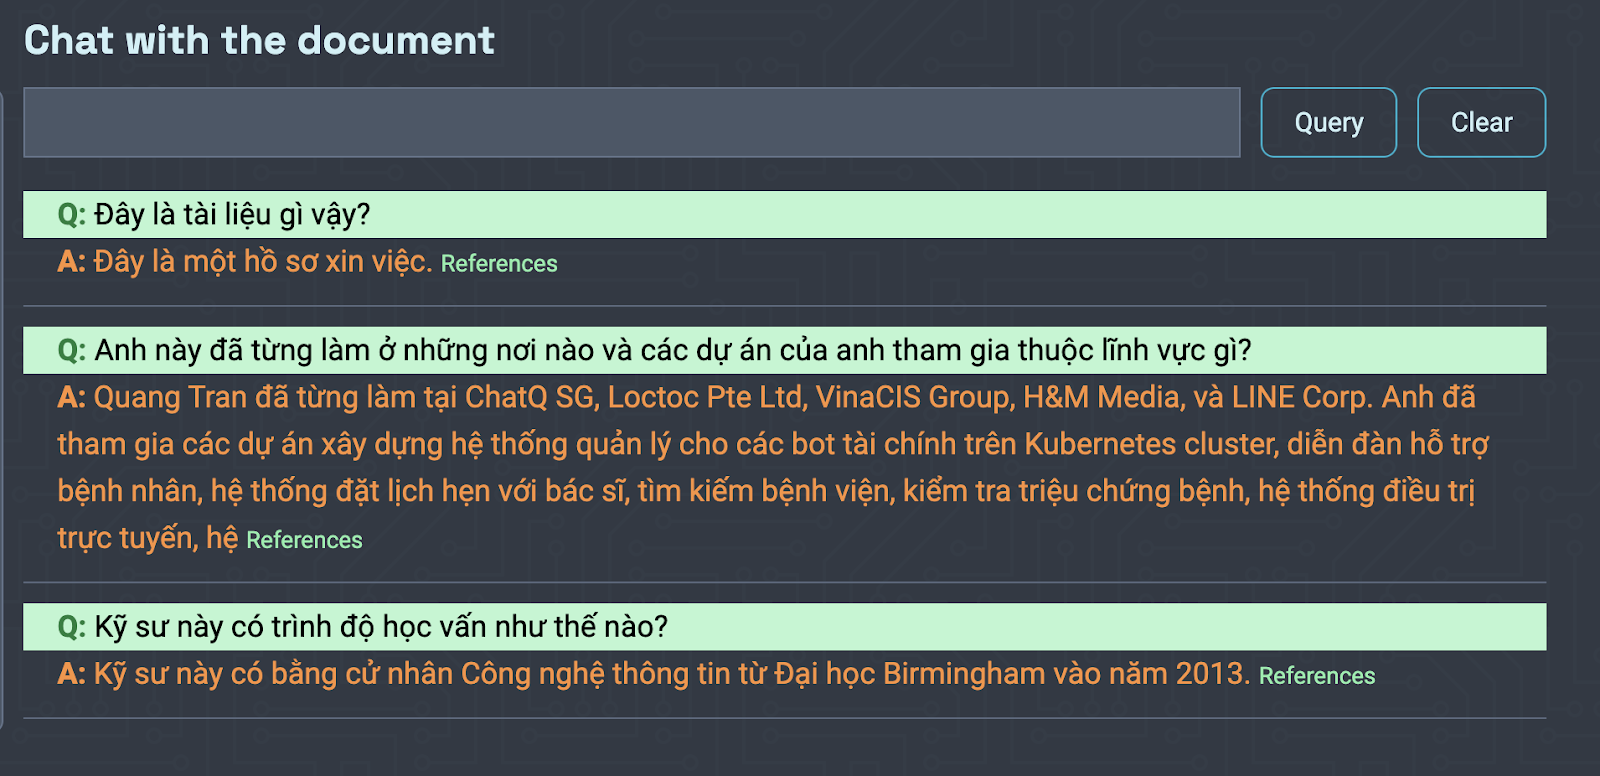 Chat with the document
Query
Clear
Q: Đây là tài liệu gì vậy?
A: Đây là một hồ sơ xin việc. References
Q: Anh này đã từng làm ở những nơi nào và các dự án của anh tham gia thuộc lĩnh vực gì?
A: Quang Tran đã từng làm tại ChatQ SG, Loctoc Pte Ltd, VinaCIS Group, H&M Media, và LINE Corp. Anh đã
tham gia các dự án xây dựng hệ thống quản lý cho các bot tài chính trên Kubernetes cluster, diễn đàn hỗ trợ
bệnh nhân, hệ thống đặt lịch hẹn với bác sĩ, tìm kiếm bệnh viện, kiểm tra triệu chứng bệnh, hệ thống điều trị
trực tuyến, hệ References
Q: Kỹ sư này có trình độ học vấn như thế nào?
A: Kỹ sư này có bằng cử nhân Công nghệ thông tin từ Đại học Birmingham vào năm 2013. References